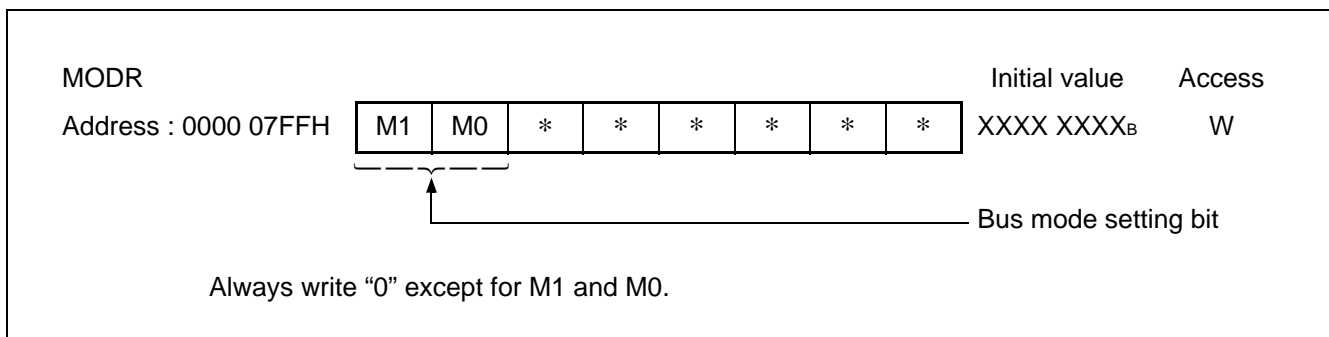 MODR Initial value Access
Address : 0000 07FFH M1 M0 * * * * * * XXXX XXXXB W
Bus mode setting bit
Always write “0” except for M1 and M0.